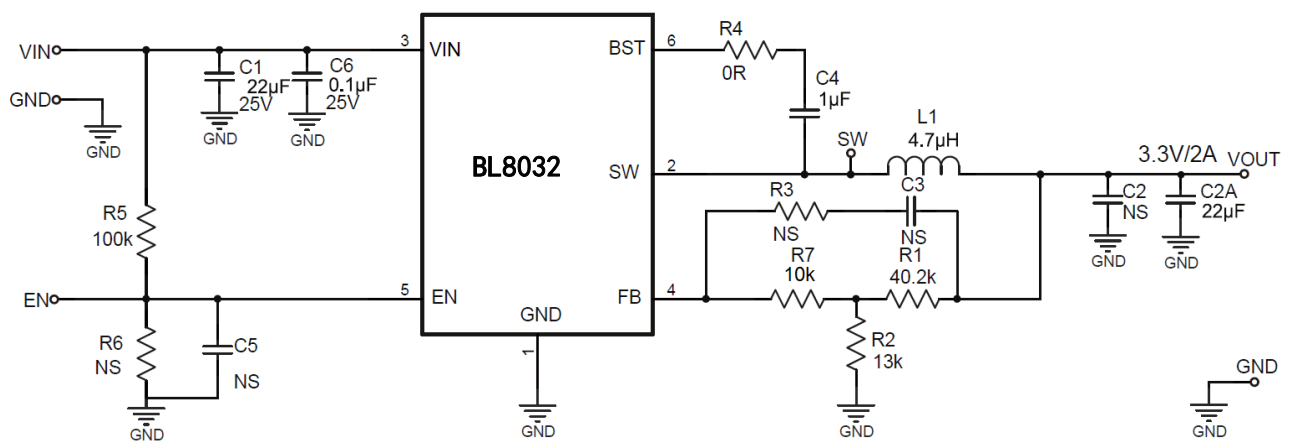 VIN
GND
GND
C1
22µF
25V
GND
C6
0.1µF
25V
GND
3
VIN
BST
6
R4
0R
C4
1µF
BL8032
SW
2
SW
L1
4.7µH
3.3V/2A
VOUT
C2
NS
GND
C2A
22µF
GND
R5
100k
R3
NS
C3
NS
R7
10k
R1
40.2k
EN
5
EN
FB
4
GND
1
GND
R6
NS
C5
NS
GND
R2
13k
GND
GND
GND